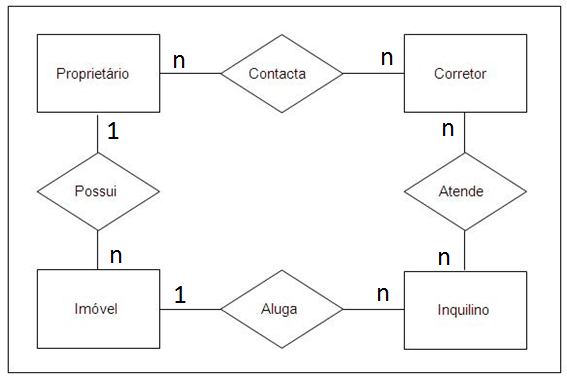 Proprietário
n
Contacta
n
Corretor
1
n
Possui
Atende
n
n
Imóvel
1
Aluga
n
Inquilino